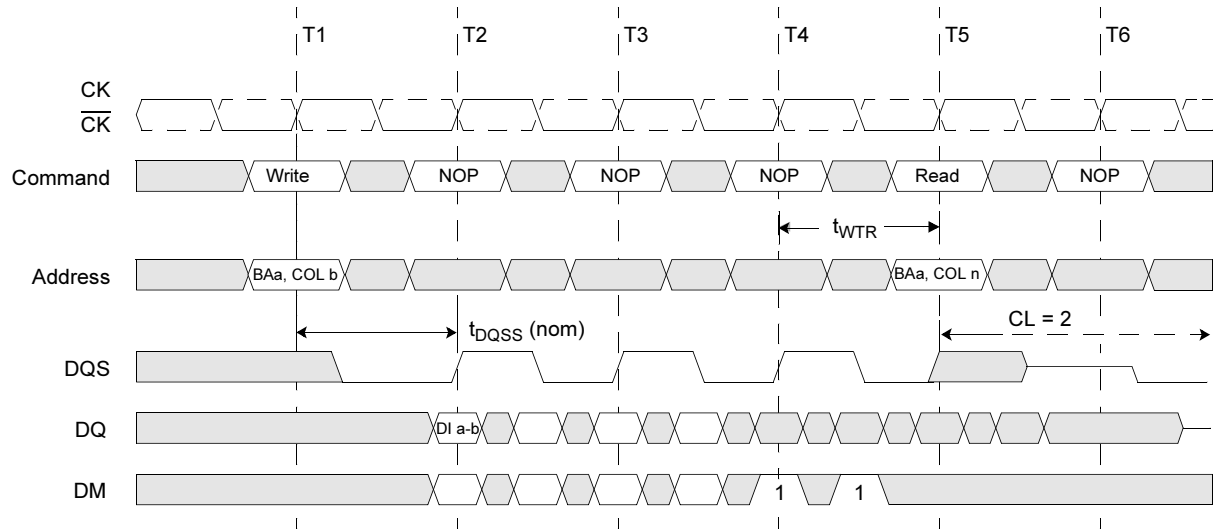 T1 T2 T3 T4 T5 T6
CK
CK
Command Write NOP NOP NOP Read NOP
tWTR
Address BAa, COL b BAa, COL n
tDQSS (nom) CL = 2
DQS
DQ DI a-b
DM 1 1